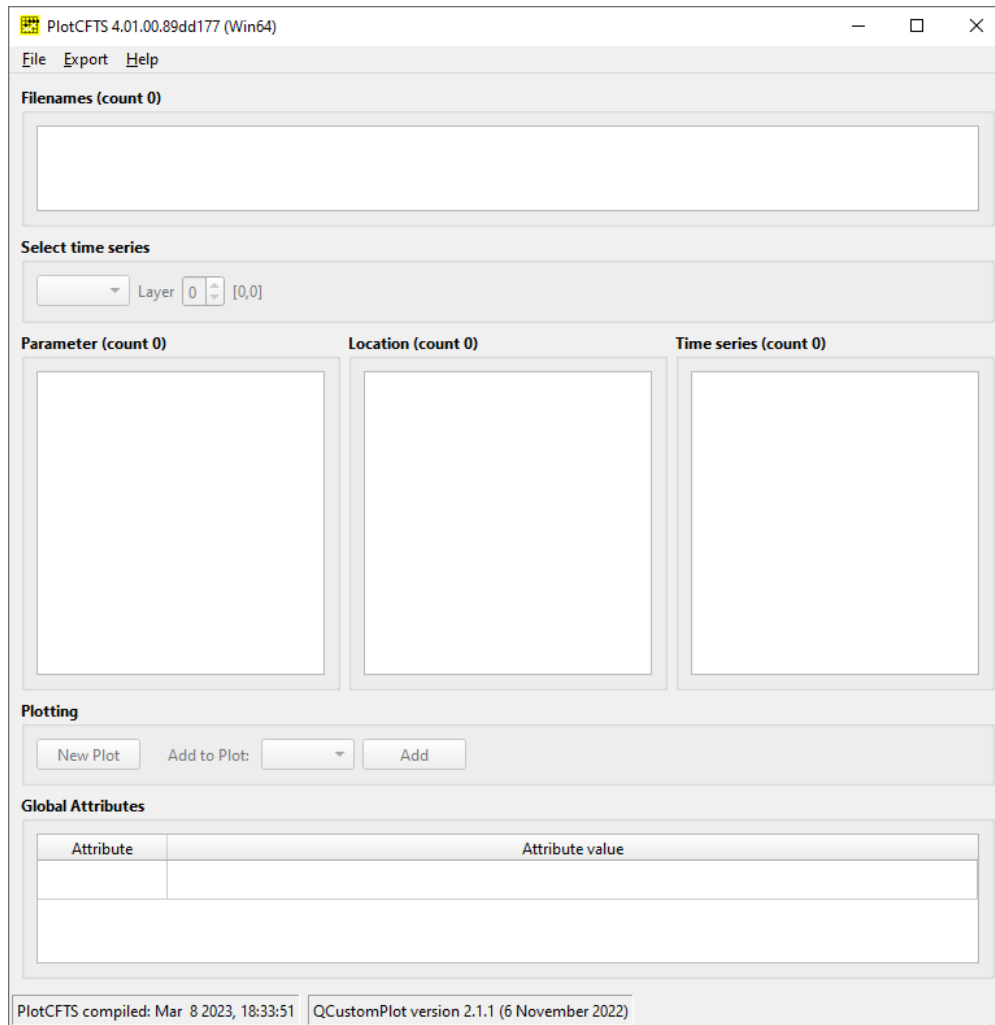 PlotCFTS 4.01.00.89dd177 (Win64)
File Export Help
Filenames (count 0)
Select time series
Layer 0 [0,0]
Parameter (count 0) Location (count 0) Time series (count 0)
Plotting
New Plot Add to Plot: Add
Global Attributes
Attribute Attribute value
PlotCFTS compiled: Mar  8 2023, 18:33:51 QCustomPlot version 2.1.1 (6 November 2022)